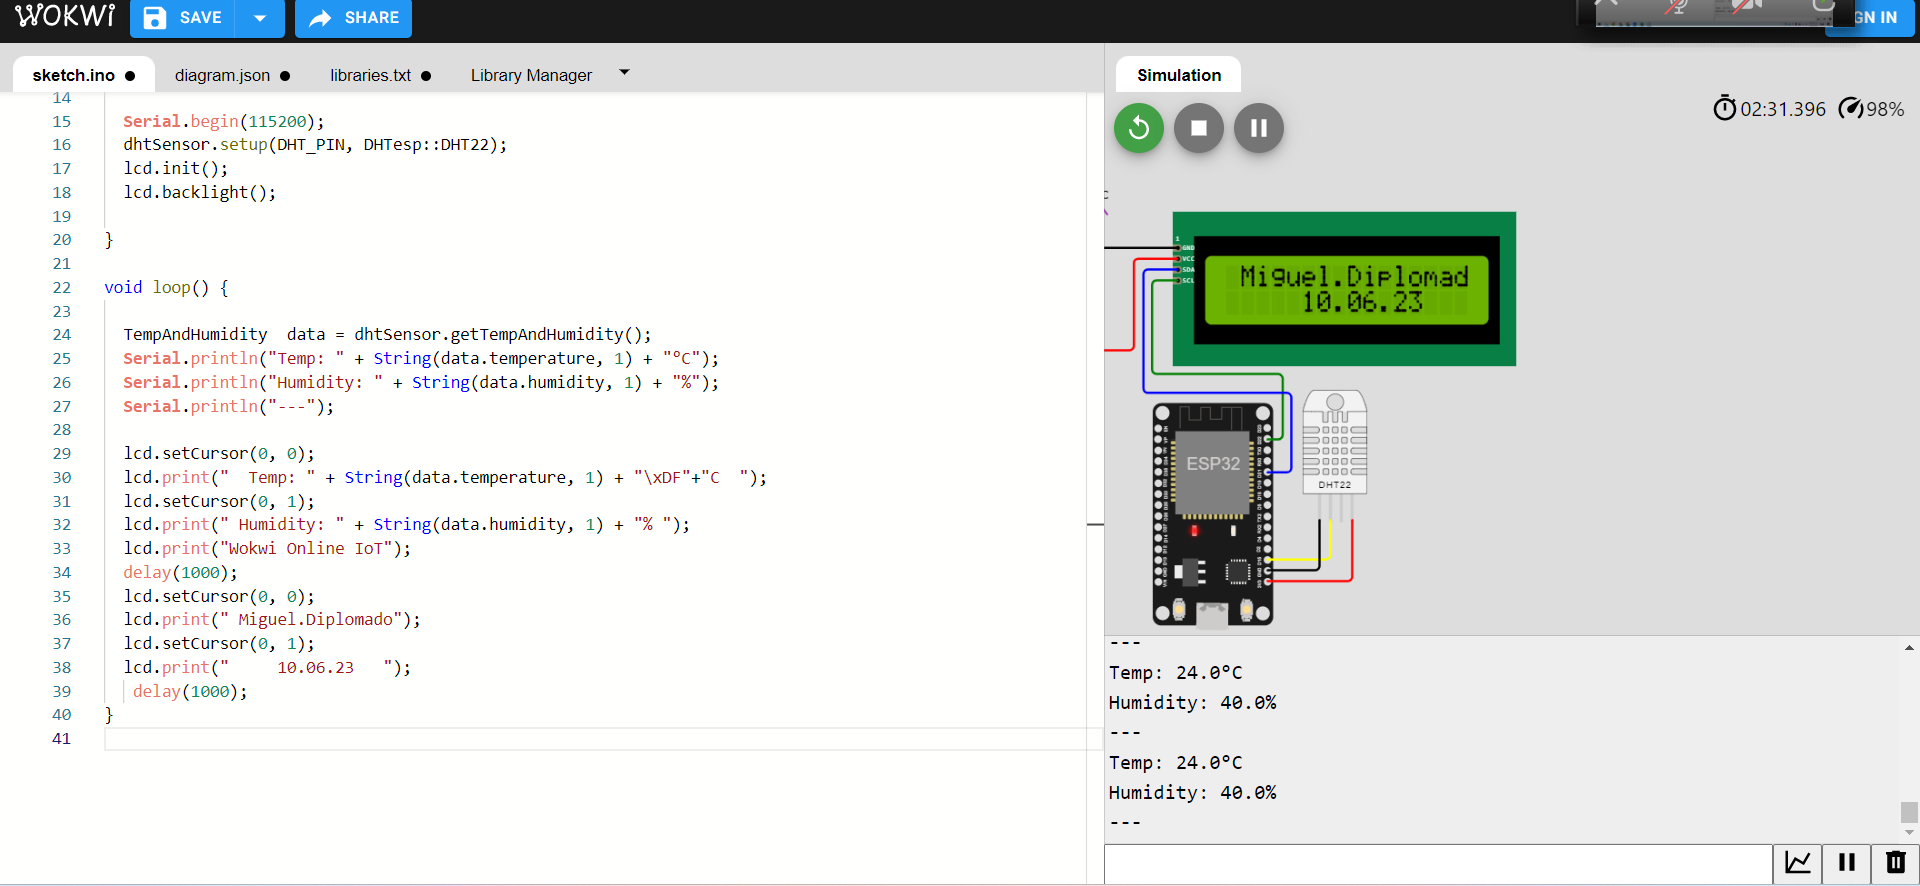 WOKWi
SAVE
SHARE
GN IN
sketch.ino ●
diagram.json ●
libraries.txt ●
Library Manager
14
15 Serial.begin(115200);
16 dhtSensor.setup(DHT_PIN, DHTesp::DHT22);
17 lcd.init();
18 lcd.backlight();
19
20 }
21
22 void loop() {
23
24 TempAndHumidity  data = dhtSensor.getTempAndHumidity();
25 Serial.println("Temp: " + String(data.temperature, 1) + "°C");
26 Serial.println("Humidity: " + String(data.humidity, 1) + "%");
27 Serial.println("---");
28
29 lcd.setCursor(0, 0);
30 lcd.print("  Temp: " + String(data.temperature, 1) + "\xDF"+"C  ");
31 lcd.setCursor(0, 1);
32 lcd.print(" Humidity: " + String(data.humidity, 1) + "% ");
33 lcd.print("Wokwi Online IoT");
34 delay(1000);
35 lcd.setCursor(0, 0);
36 lcd.print(" Miguel.Diplomado");
37 lcd.setCursor(0, 1);
38 lcd.print("     10.06.23   ");
39 delay(1000);
40 }
41
Simulation
02:31.396 98%
1
GND
VCC
SDA
SCL
Miguel.Diplomad
10.06.23
ESP32
DHT22
---
Temp: 24.0°C
Humidity: 40.0%
---
Temp: 24.0°C
Humidity: 40.0%
---